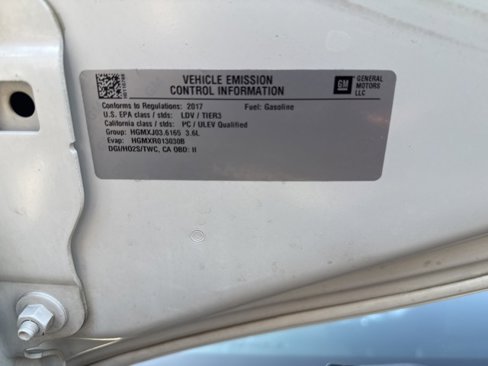 VEHICLE EMISSION
CONTROL INFORMATION
GM
GENERAL
MOTORS
LLC
Conforms to Regulations: 2017 Fuel: Gasoline
U.S. EPA class / stds: LDV / TIER3
California class / stds: PC / ULEV Qualified
Group: HGMXJ03.6165 3.6L
Evap: HGMXR013030B
DGI/HO2S/TWC, CA OBD: II